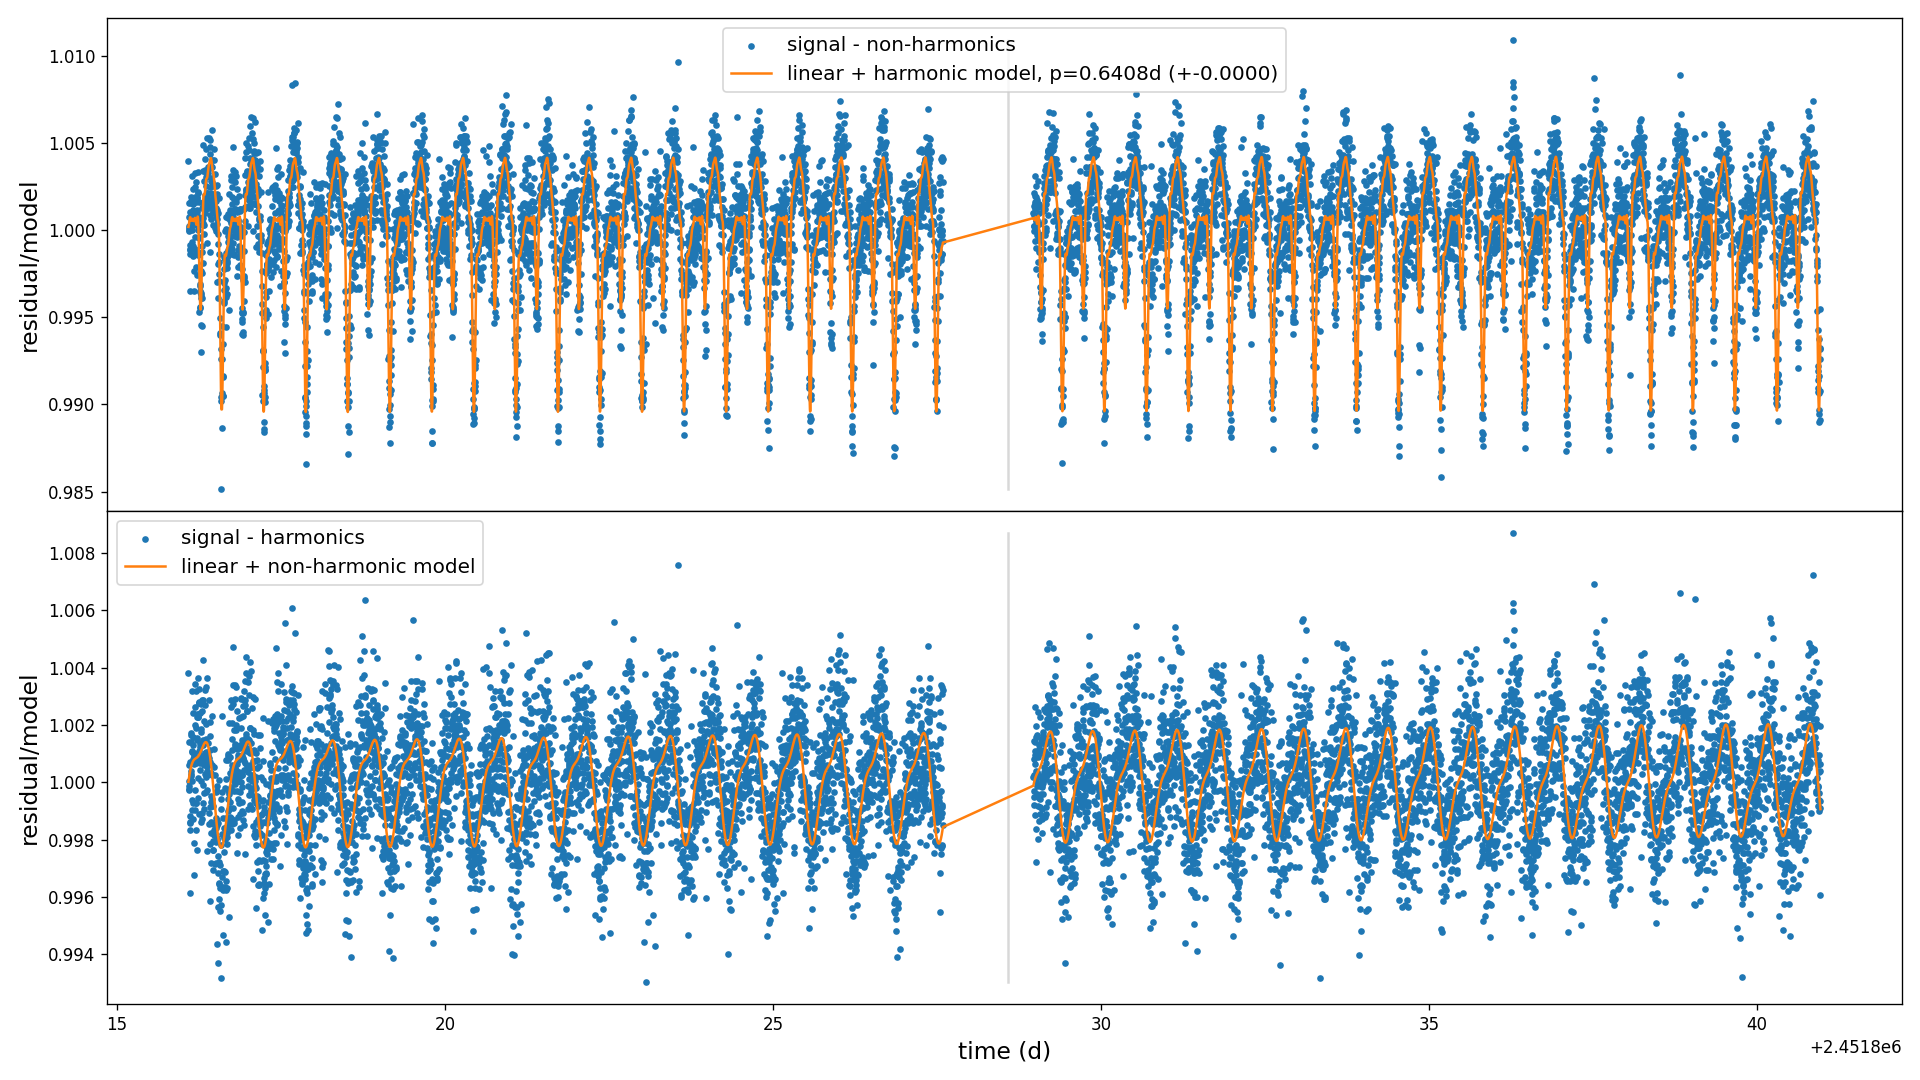 signal - non-harmonics
linear + harmonic model, p=0.6408d (+-0.0000)
residual/model
1.010
1.005
1.000
0.995
0.990
0.985
signal - harmonics
linear + non-harmonic model
residual/model
1.008
1.006
1.004
1.002
1.000
0.998
0.996
0.994
15 20 25 30 35 40
time (d)
+2.4518e6